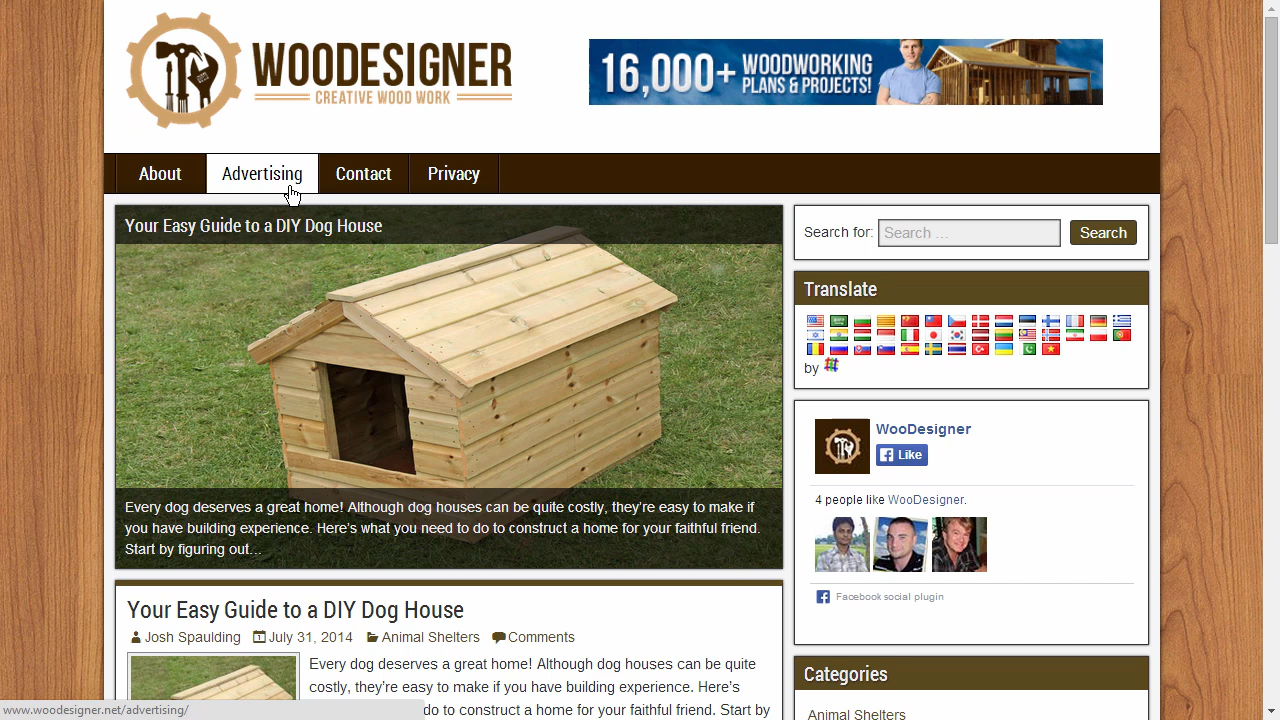 WOODESIGNER
CREATIVE WOOD WORK
16,000+ WOODWORKING
PLANS & PROJECTS!
About Advertising Contact Privacy
Your Easy Guide to a DIY Dog House
Every dog deserves a great home! Although dog houses can be quite costly, they're easy to make if
you have building experience. Here's what you need to do to construct a home for your faithful friend.
Start by figuring out...
Your Easy Guide to a DIY Dog House
Josh Spaulding July 31, 2014 Animal Shelters Comments
Every dog deserves a great home! Although dog houses can be quite
costly, they're easy to make if you have building experience. Here's
do to construct a home for your faithful friend. Start by
Search for: Search ... Search
Translate
by
WooDesigner
Like
4 people like WooDesigner.
Facebook social plugin
Categories
Animal Shelters
www.woodesigner.net/advertising/